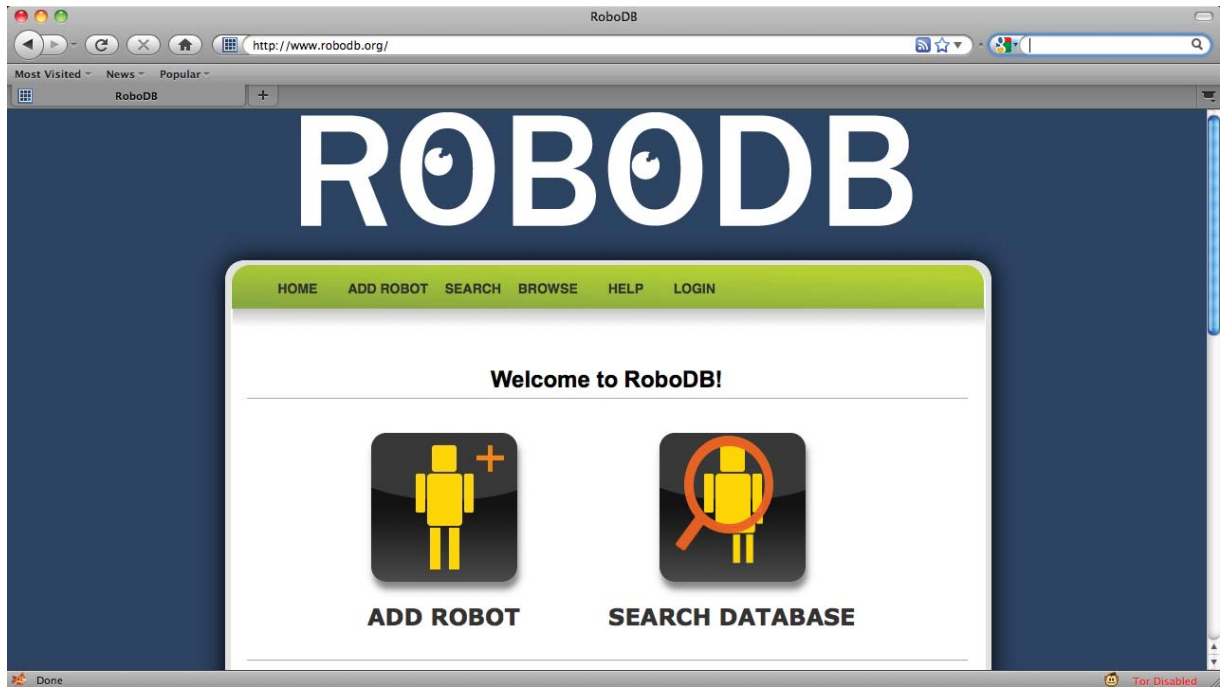 RoboDB
http://www.robodb.org/
Most Visited News Popular
RoboDB +
ROBODB
HOME ADD ROBOT SEARCH BROWSE HELP LOGIN
Welcome to RoboDB!
ADD ROBOT SEARCH DATABASE
Done Tor Disabled